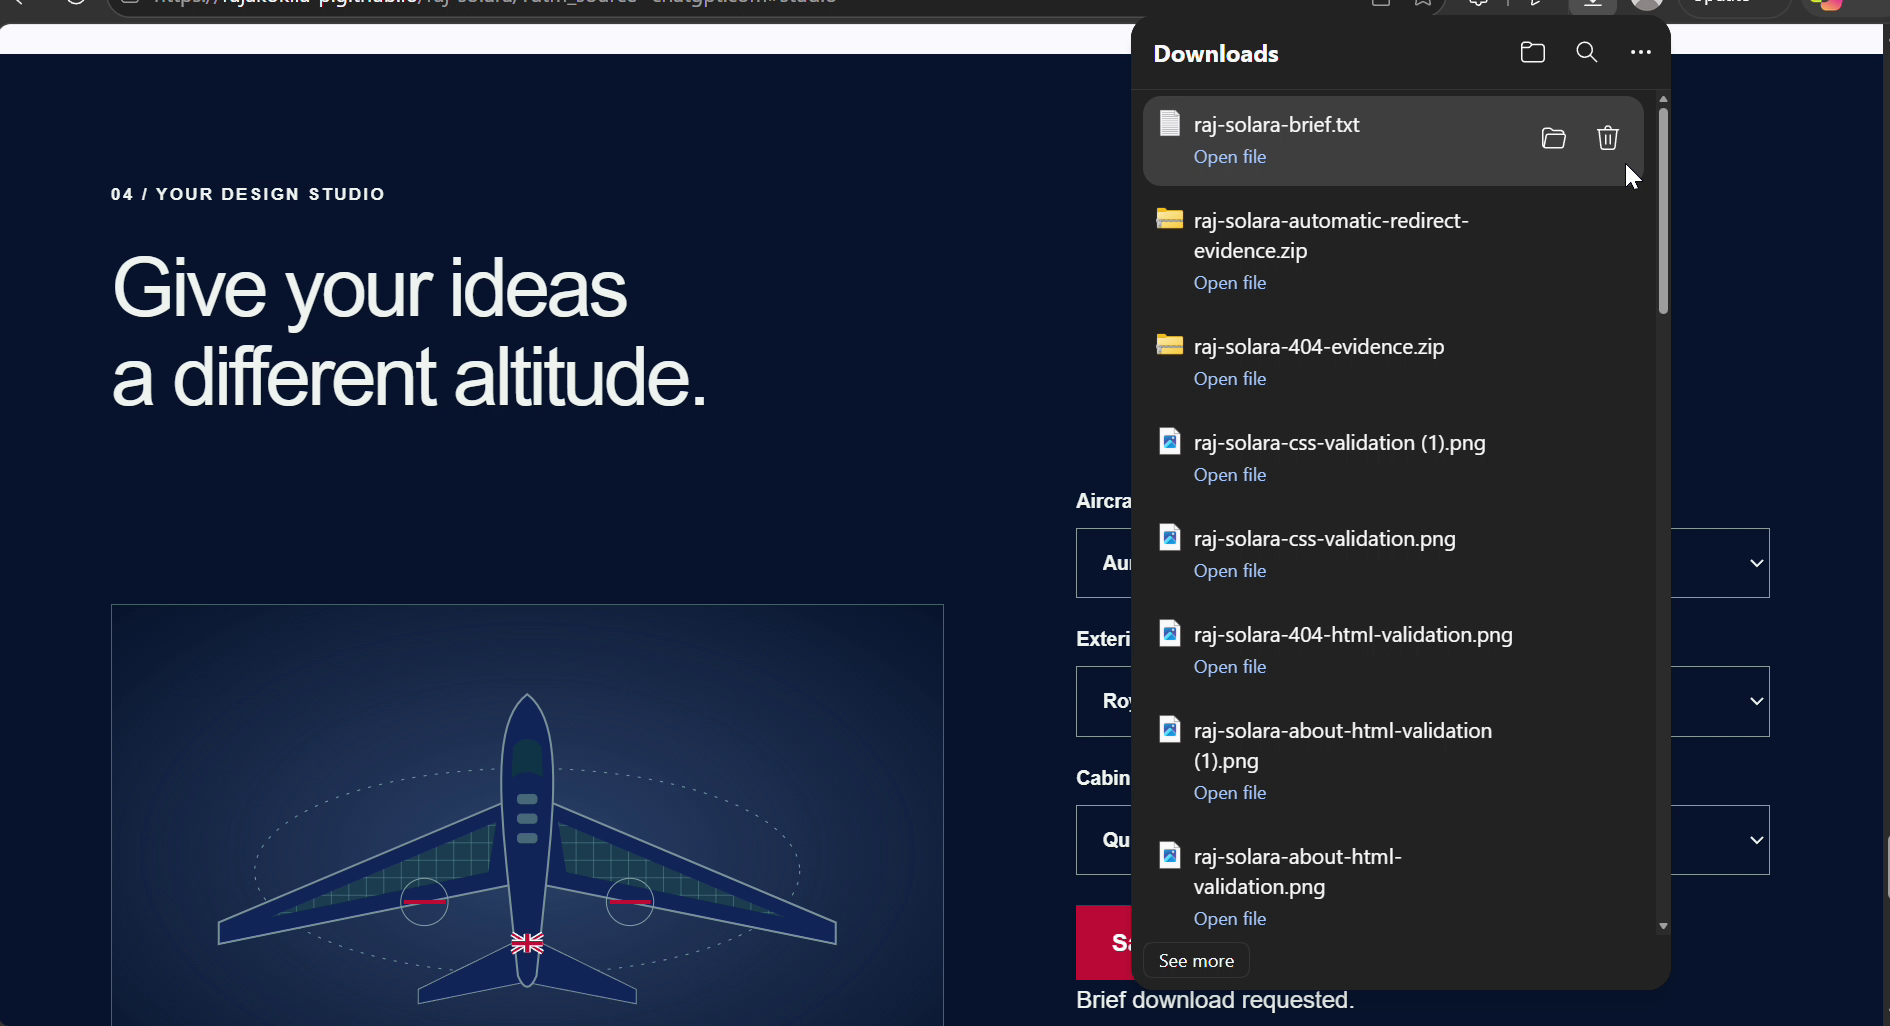 Downloads
raj-solara-brief.txt
Open file
raj-solara-automatic-redirect-
evidence.zip
Open file
raj-solara-404-evidence.zip
Open file
raj-solara-css-validation (1).png
Open file
raj-solara-css-validation.png
Open file
raj-solara-404-html-validation.png
Open file
raj-solara-about-html-validation
(1).png
Open file
raj-solara-about-html-
validation.png
Open file
See more
04 / YOUR DESIGN STUDIO
Give your ideas
a different altitude.
Aircra
Au
Exteri
Roy
Cabin
Qu
Sa
Brief download requested.